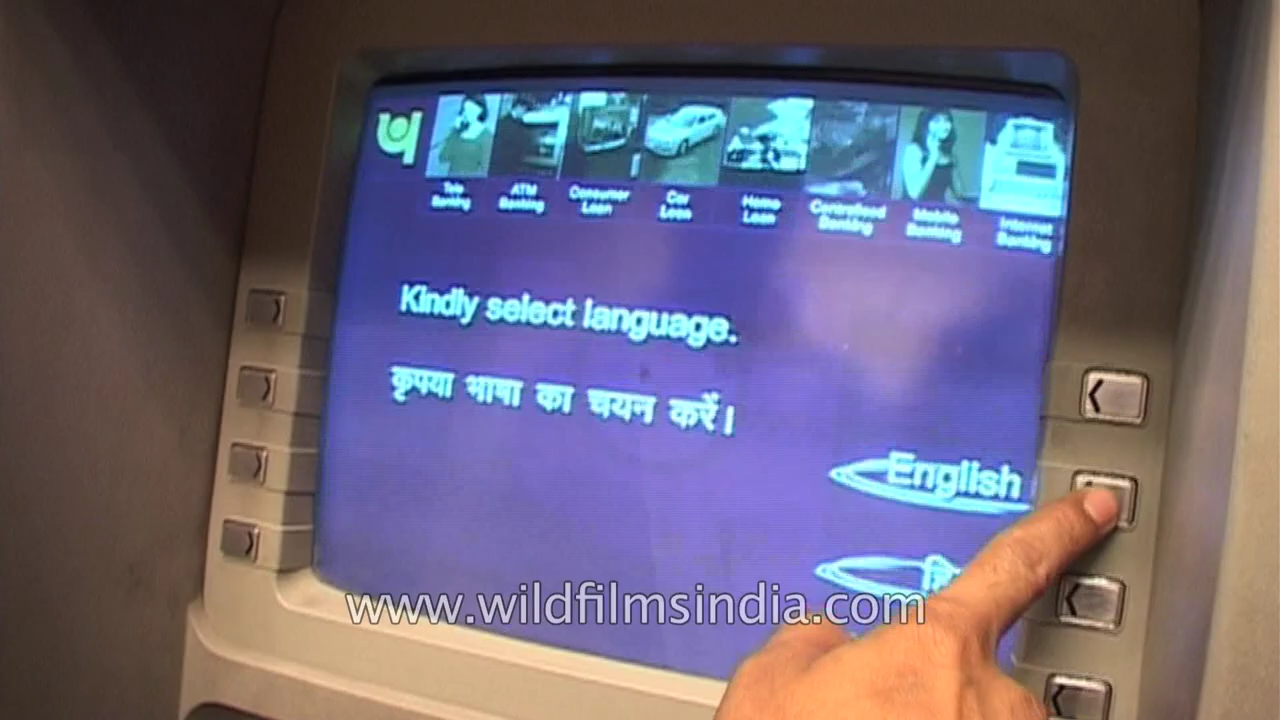 Tele Banking
ATM Banking
Consumer Loan
Car Loan
Home Loan
Centralised Banking
Mobile Banking
Internet Banking
Kindly select language.
कृपया भाषा का चयन करें।
English
www.wildfilmsindia.com